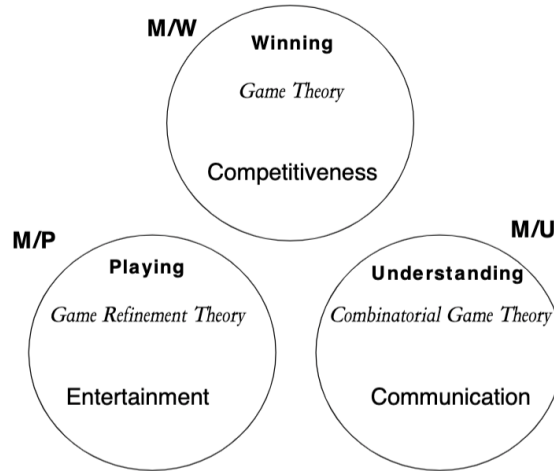 M/W
Winning
Game Theory
Competitiveness
M/P
Playing
Game Refinement Theory
Entertainment
M/U
Understanding
Combinatorial Game Theory
Communication